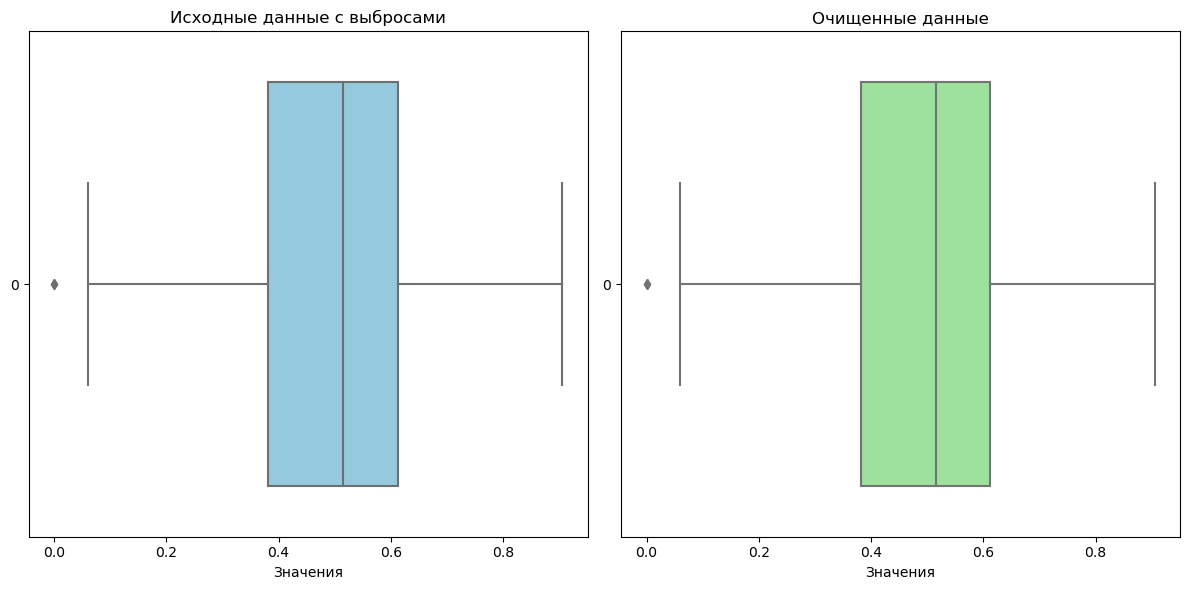 Исходные данные с выбросами
0
0.0 0.2 0.4 0.6 0.8
Значения
Очищенные данные
0
0.0 0.2 0.4 0.6 0.8
Значения